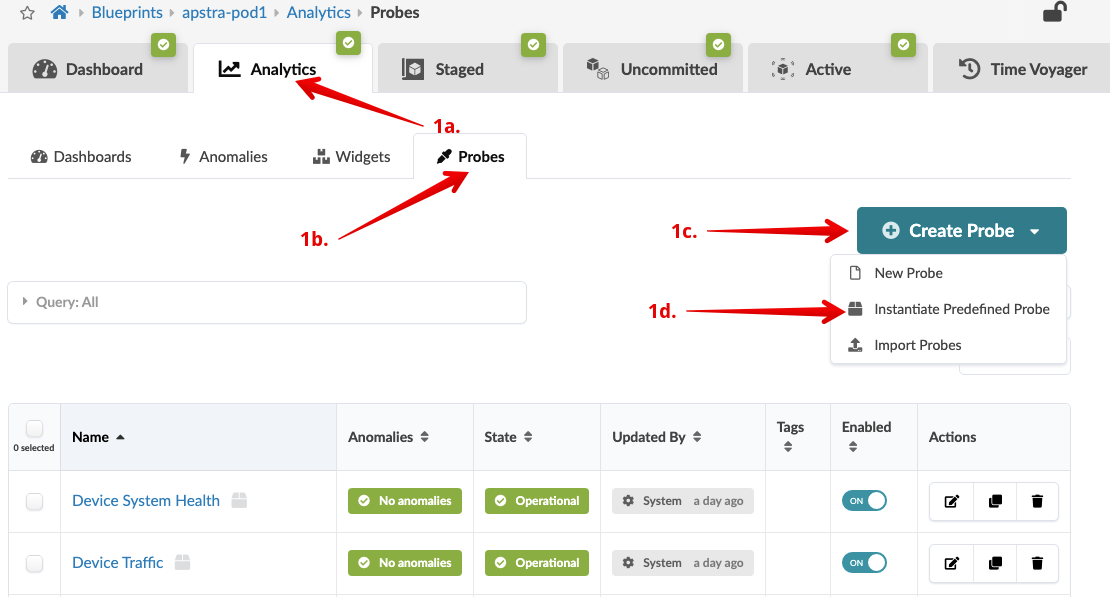 Blueprints apstra-pod1 Analytics Probes
Dashboard Analytics Staged Uncommitted Active Time Voyager
1a.
Dashboards Anomalies Widgets Probes
1b.
1c.
Create Probe
New Probe
Query: All
1d.
Instantiate Predefined Probe
Import Probes
0 selected
Name Anomalies State Updated By Tags Enabled Actions
Device System Health No anomalies Operational System a day ago ON
Device Traffic No anomalies Operational System a day ago ON